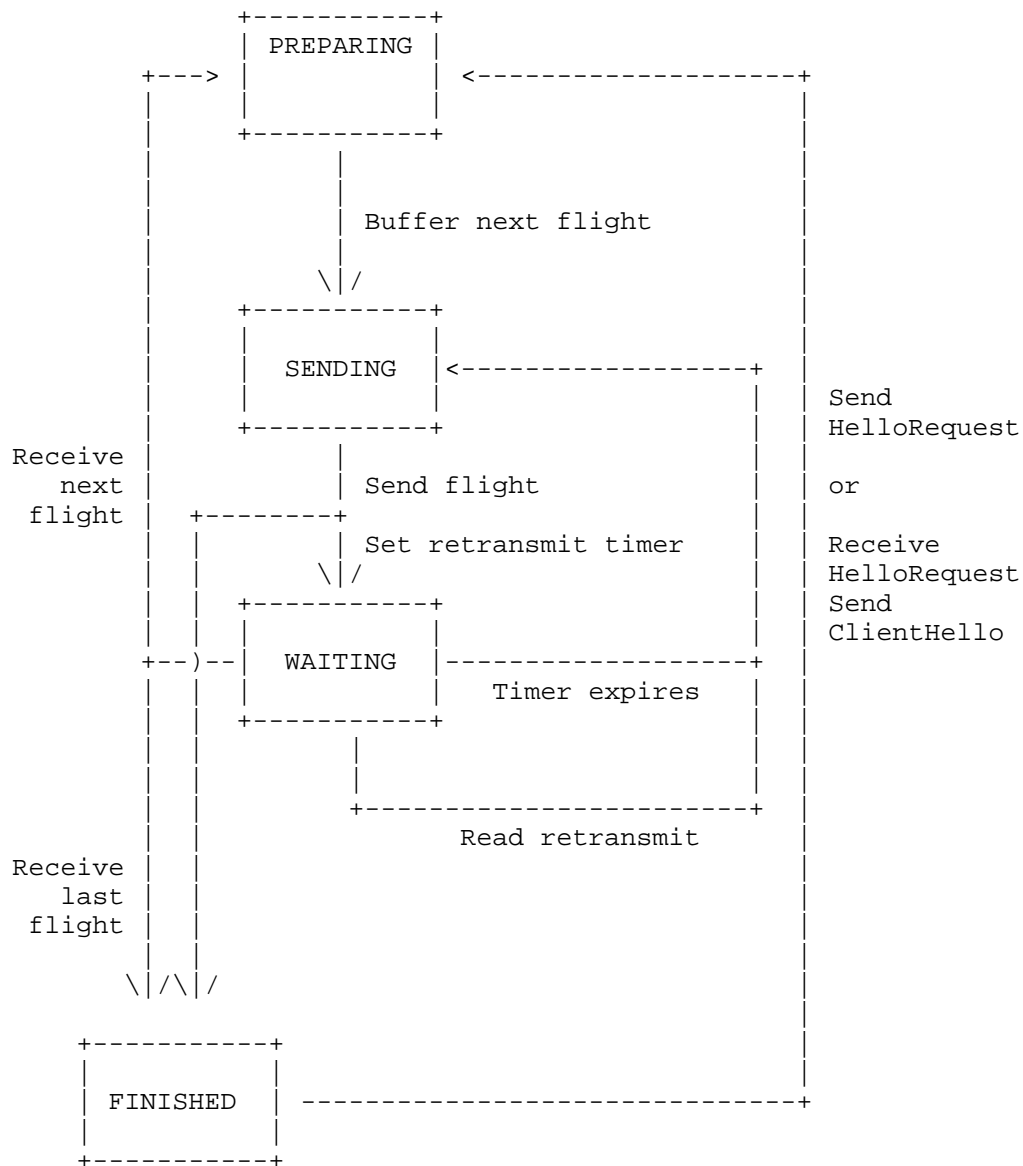 PREPARING
Buffer next flight
SENDING
Send
HelloRequest
Receive
next
flight
Send flight
or
Set retransmit timer
Receive
HelloRequest
Send
ClientHello
WAITING
Timer expires
Read retransmit
Receive
last
flight
FINISHED